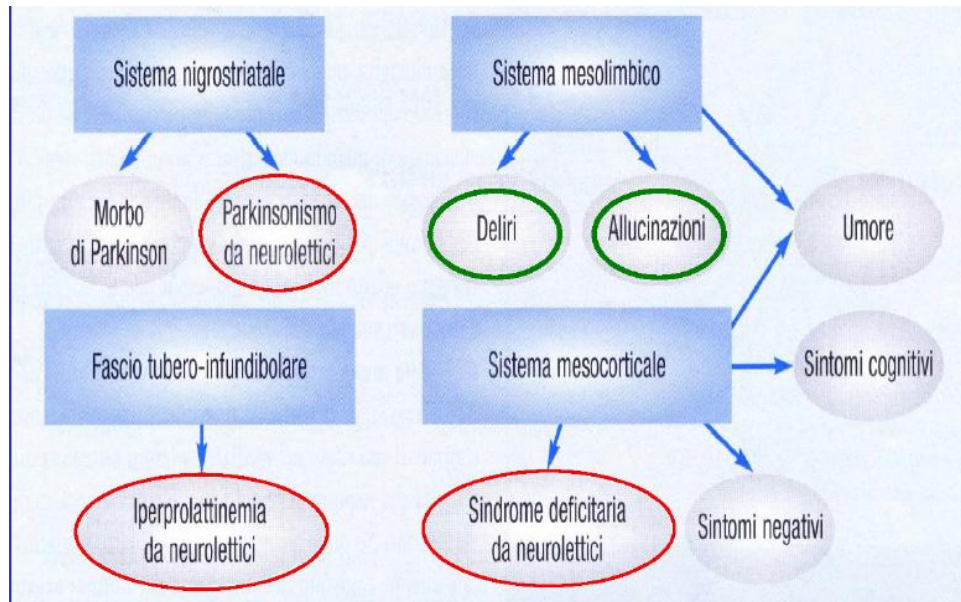 Sistema nigrostriatale
Sistema mesolimbico
Morbo
di Parkinson
Parkinsonismo
da neurolettici
Deliri
Allucinazioni
Umore
Fascio tubero-infundibolare
Sistema mesocorticale
Sintomi cognitivi
Iperprolattinemia
da neurolettici
Sindrome deficitaria
da neurolettici
Sintomi negativi